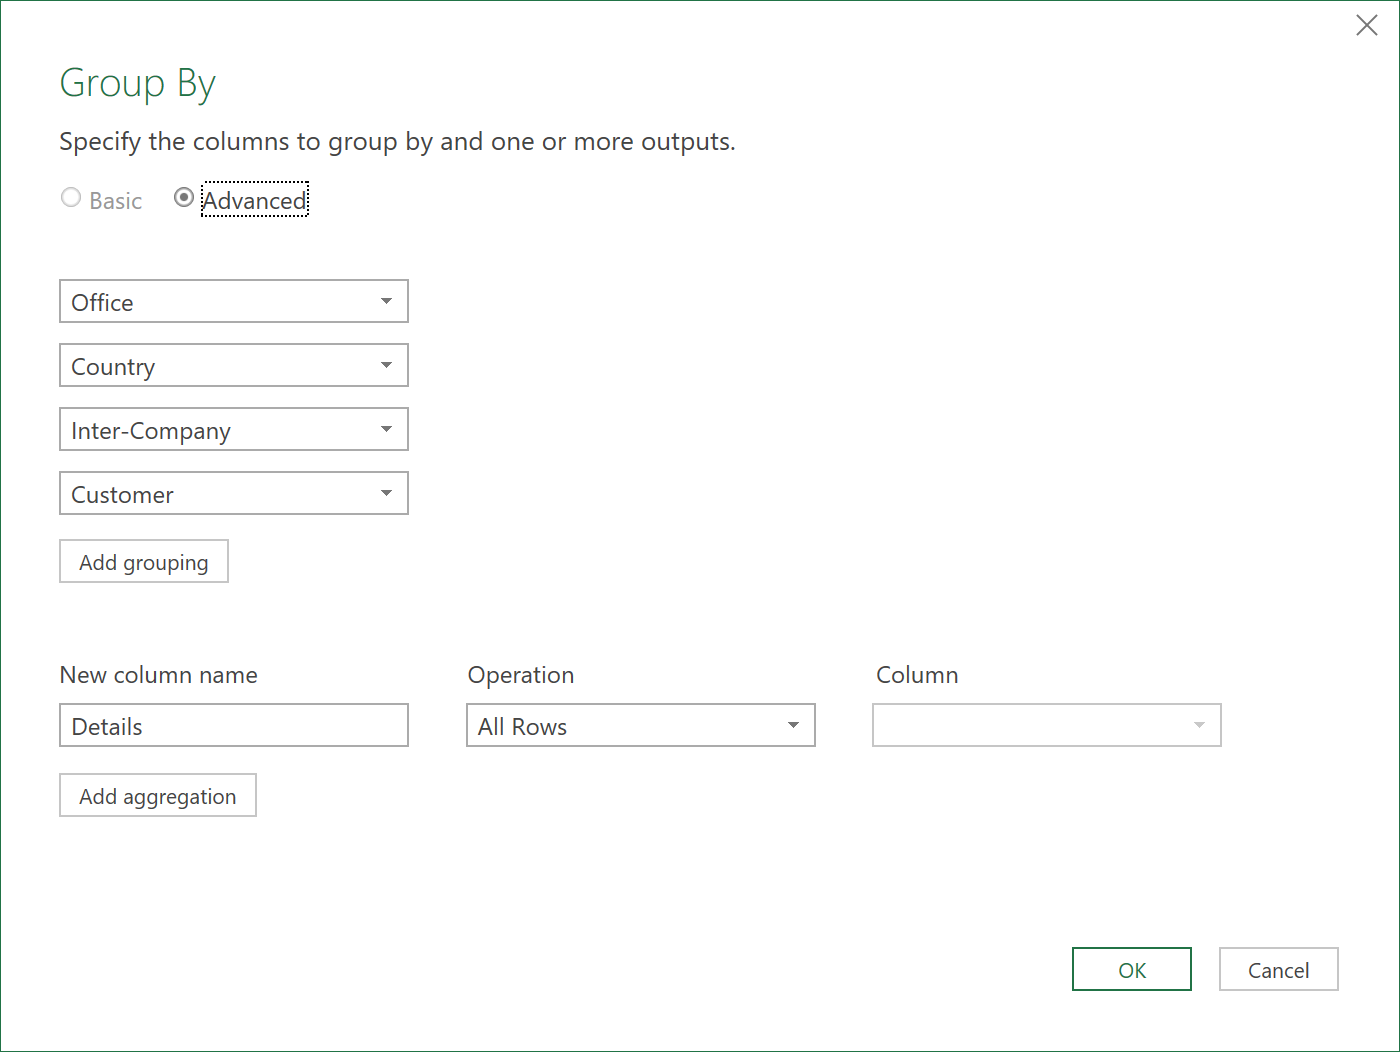 Group By
Specify the columns to group by and one or more outputs.
Basic Advanced
Office
Country
Inter-Company
Customer
Add grouping
New column name Operation Column
Details All Rows
Add aggregation
OK Cancel